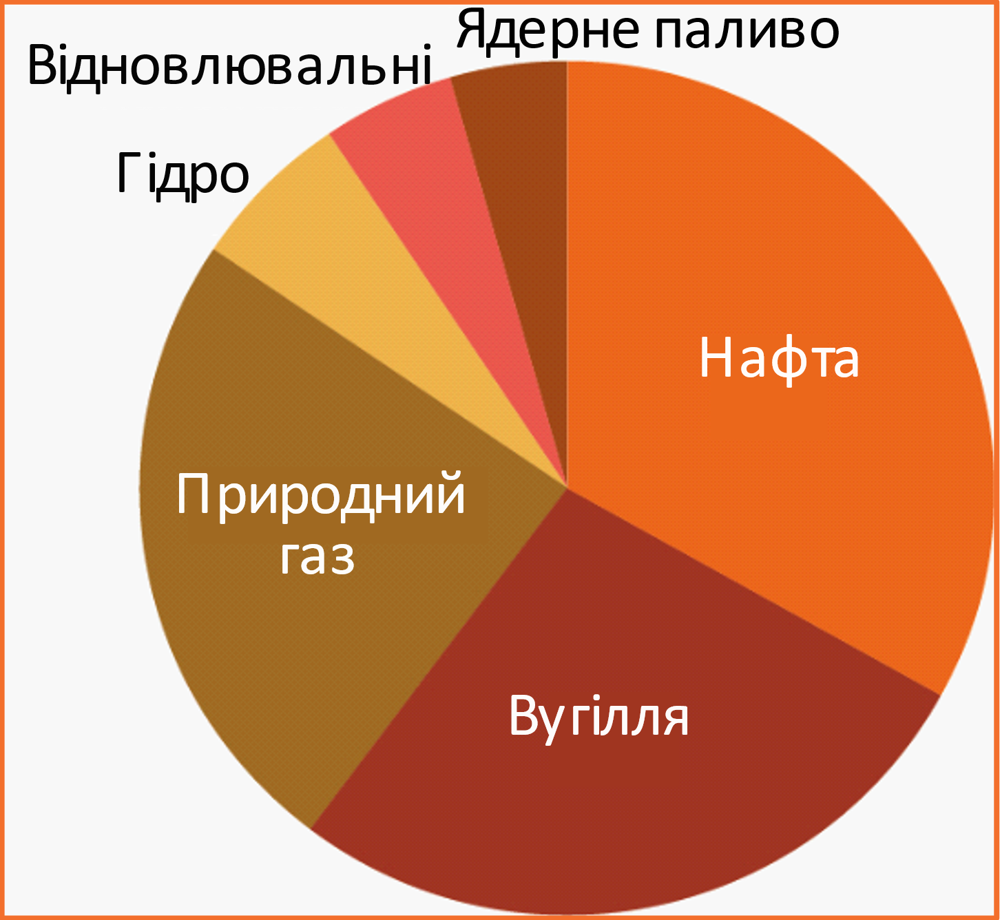 Ядерне паливо
Відновлювальні
Гідро
Нафта
Природний
газ
Вугілля